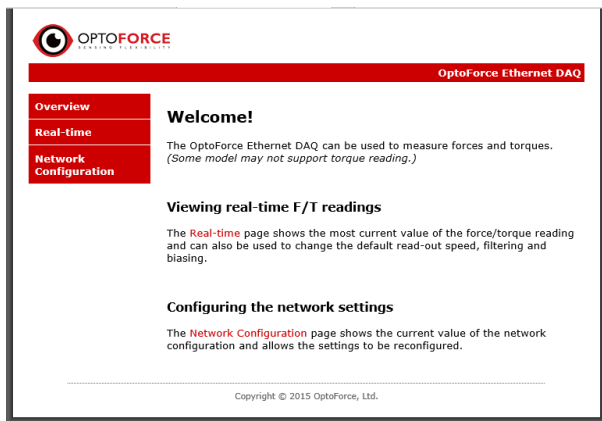 OPTOFORCE
SENSING FLEXIBILITY
OptoForce Ethernet DAQ
Overview
Real-time
Network
Configuration
Welcome!
The OptoForce Ethernet DAQ can be used to measure forces and torques.
(Some model may not support torque reading.)
Viewing real-time F/T readings
The Real-time page shows the most current value of the force/torque reading
and can also be used to change the default read-out speed, filtering and
biasing.
Configuring the network settings
The Network Configuration page shows the current value of the network
configuration and allows the settings to be reconfigured.
Copyright © 2015 OptoForce, Ltd.